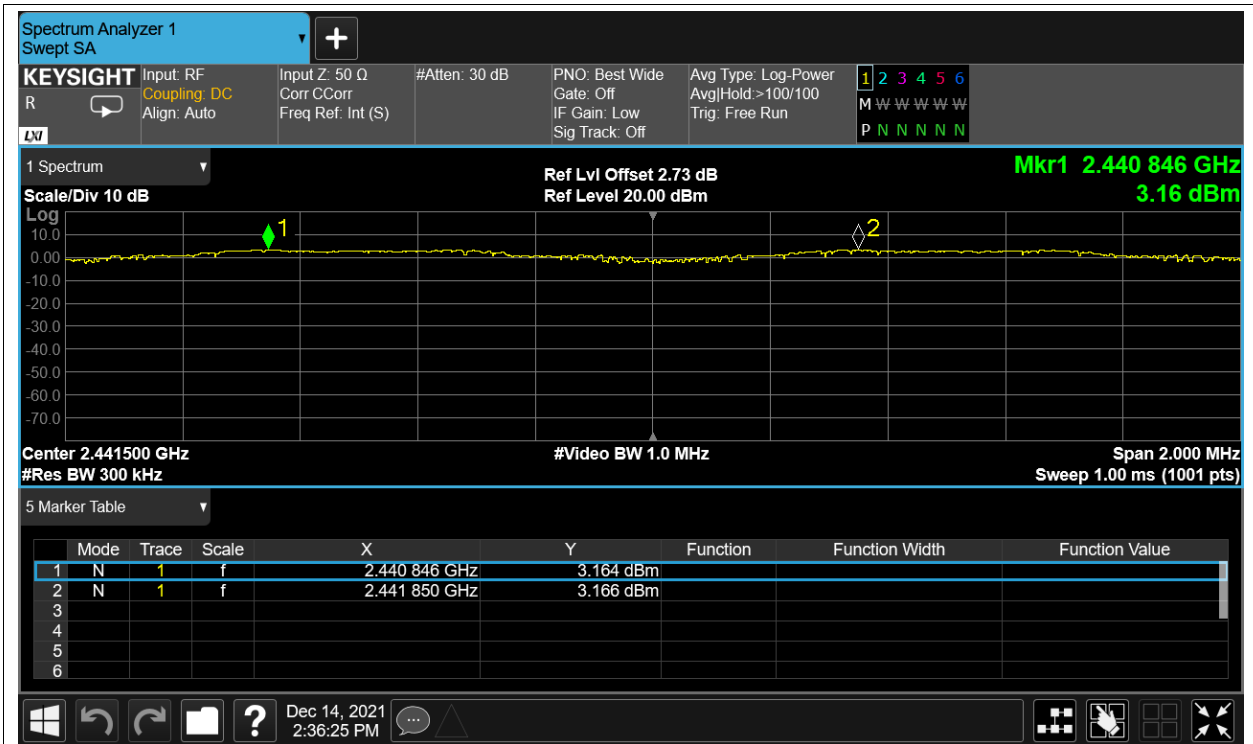 Spectrum Analyzer 1
Swept SA
KEYSIGHT
R
LXI
Input: RF
Coupling: DC
Align: Auto
Input Z: 50 Ω
Corr CCorr
Freq Ref: Int (S)
#Atten: 30 dB
PNO: Best Wide
Gate: Off
IF Gain: Low
Sig Track: Off
Avg Type: Log-Power
Avg|Hold:>100/100
Trig: Free Run
1 2 3 4 5 6
M W W W W W
P N N N N N
1 Spectrum
Scale/Div 10 dB
Ref Lvl Offset 2.73 dB
Ref Level 20.00 dBm
Mkr1 2.440 846 GHz
3.16 dBm
Log
10.0
0.00
-10.0
-20.0
-30.0
-40.0
-50.0
-60.0
-70.0
1
2
Center 2.441500 GHz
#Video BW 1.0 MHz
Span 2.000 MHz
#Res BW 300 kHz
Sweep 1.00 ms (1001 pts)
5 Marker Table
Mode Trace Scale X Y Function Function Width Function Value
1 N 1 f 2.440 846 GHz 3.164 dBm
2 N 1 f 2.441 850 GHz 3.166 dBm
3
4
5
6
?
Dec 14, 2021
2:36:25 PM